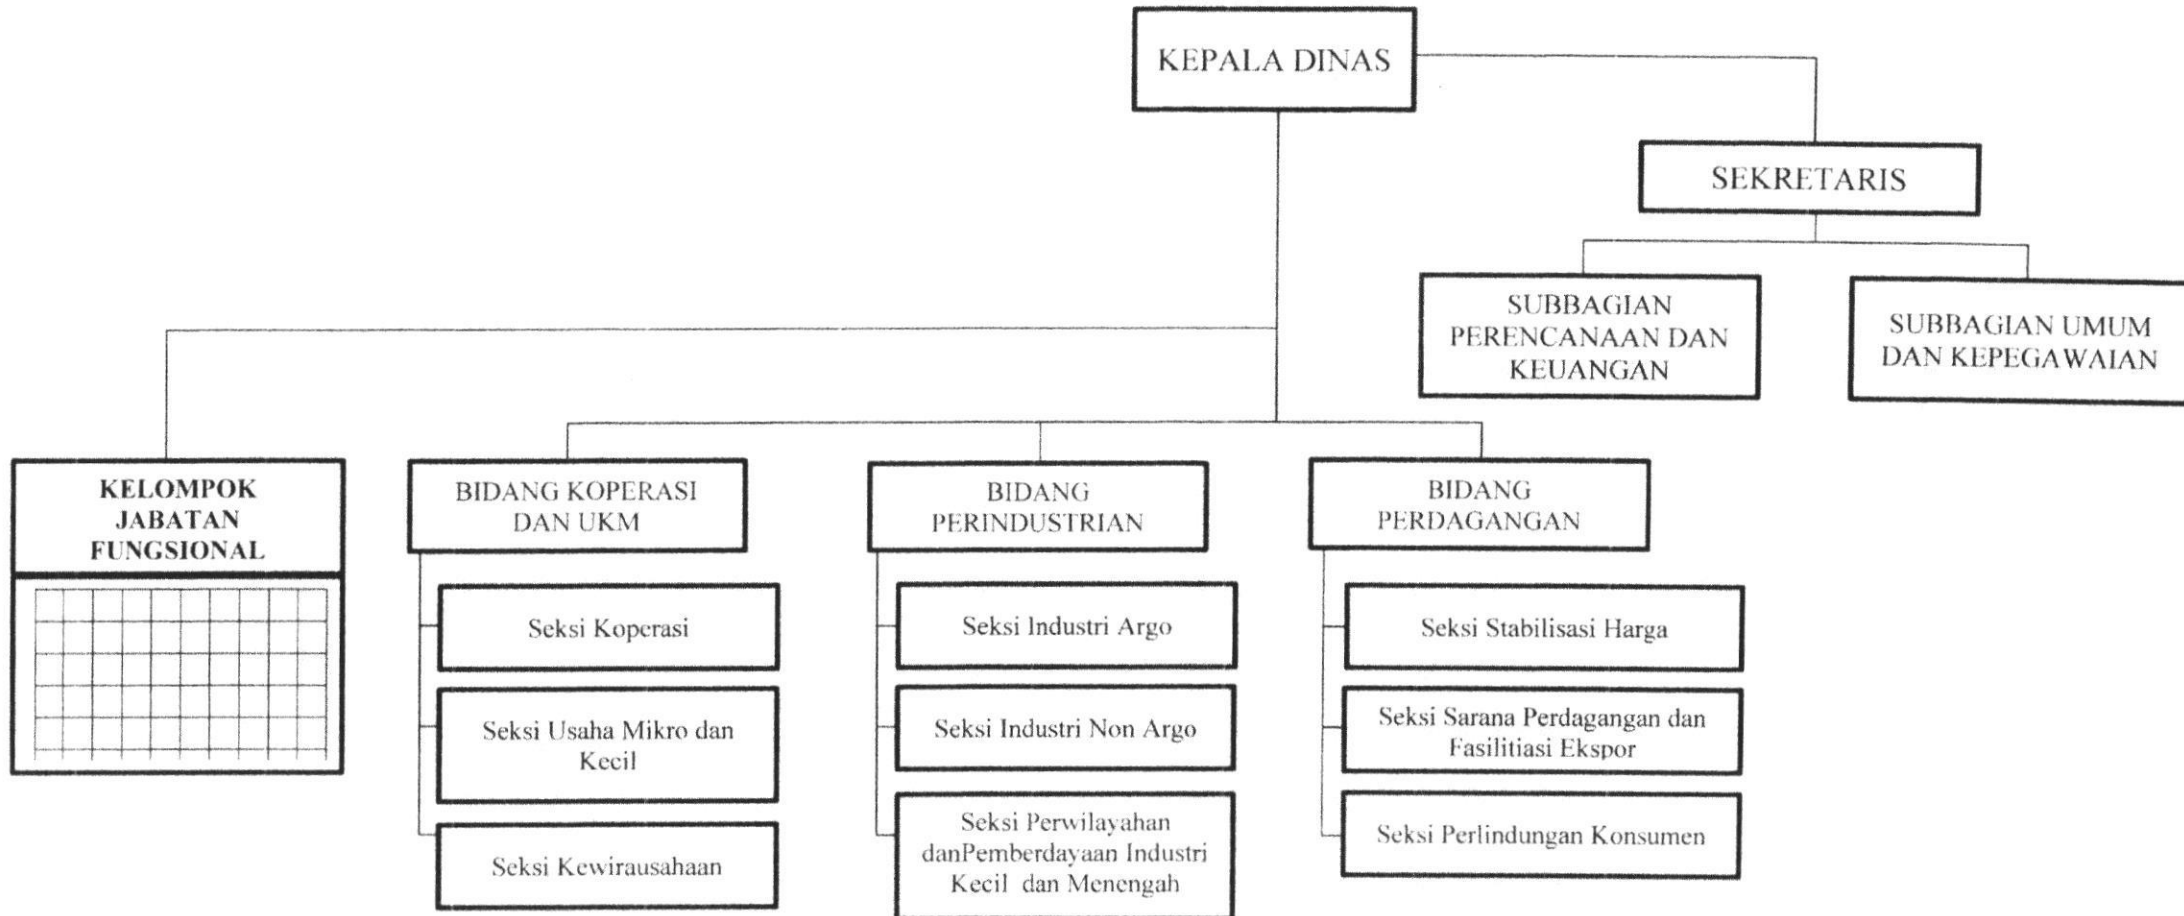 KEPALA DINAS
SEKRETARIS
SUBBAGIAN
PERENCANAAN DAN
KEUANGAN
SUBBAGIAN UMUM
DAN KEPEGAWAIAN
KELOMPOK
JABATAN
FUNGSIONAL
BIDANG KOPERASI
DAN UKM
Seksi Koperasi
Seksi Usaha Mikro dan
Kecil
Seksi Kewirausahaan
BIDANG
PERINDUSTRIAN
Seksi Industri Argo
Seksi Industri Non Argo
Seksi Perwilayahan
danPemberdayaan Industri
Kecil dan Menengah
BIDANG
PERDAGANGAN
Seksi Stabilisasi Harga
Seksi Sarana Perdagangan dan
Fasilitiasi Ekspor
Seksi Perlindungan Konsumen